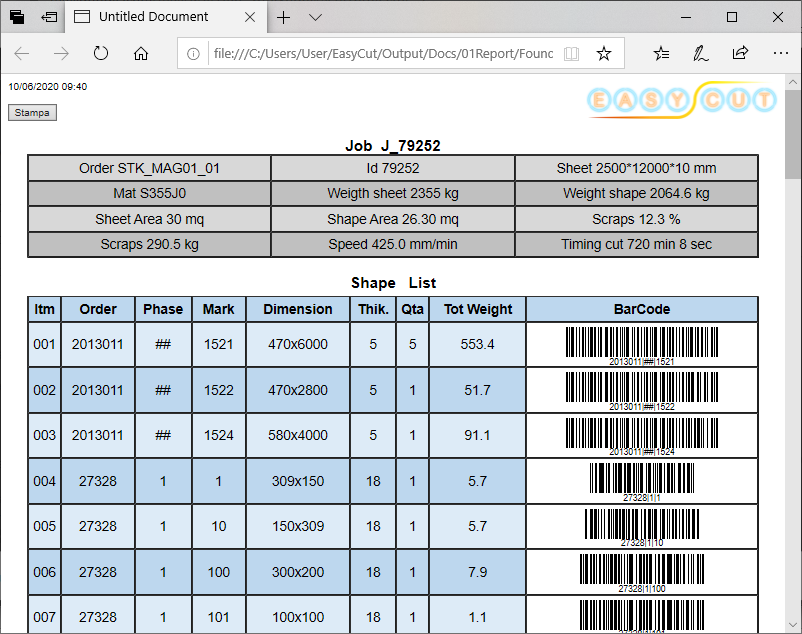 Untitled Document
file:///C:/Users/User/EasyCut/Output/Docs/01Report/Founc
10/06/2020 09:40
EASYCUT
Stampa
Job J_79252
Order STK_MAG01_01 Id 79252 Sheet 2500*12000*10 mm
Mat S355J0 Weigth sheet 2355 kg Weight shape 2064.6 kg
Sheet Area 30 mq Shape Area 26.30 mq Scraps 12.3 %
Scraps 290.5 kg Speed 425.0 mm/min Timing cut 720 min 8 sec
Shape List
Itm Order Phase Mark Dimension Thik. Qta Tot Weight BarCode
001 2013011 ## 1521 470x6000 5 5 553.4
2013011|##|1521
002 2013011 ## 1522 470x2800 5 1 51.7
2013011|##|1522
003 2013011 ## 1524 580x4000 5 1 91.1
2013011|##|1524
004 27328 1 1 309x150 18 1 5.7
27328|1|1
005 27328 1 10 150x309 18 1 5.7
27328|1|10
006 27328 1 100 300x200 18 1 7.9
27328|1|100
007 27328 1 101 100x100 18 1 1.1
27328|1|101